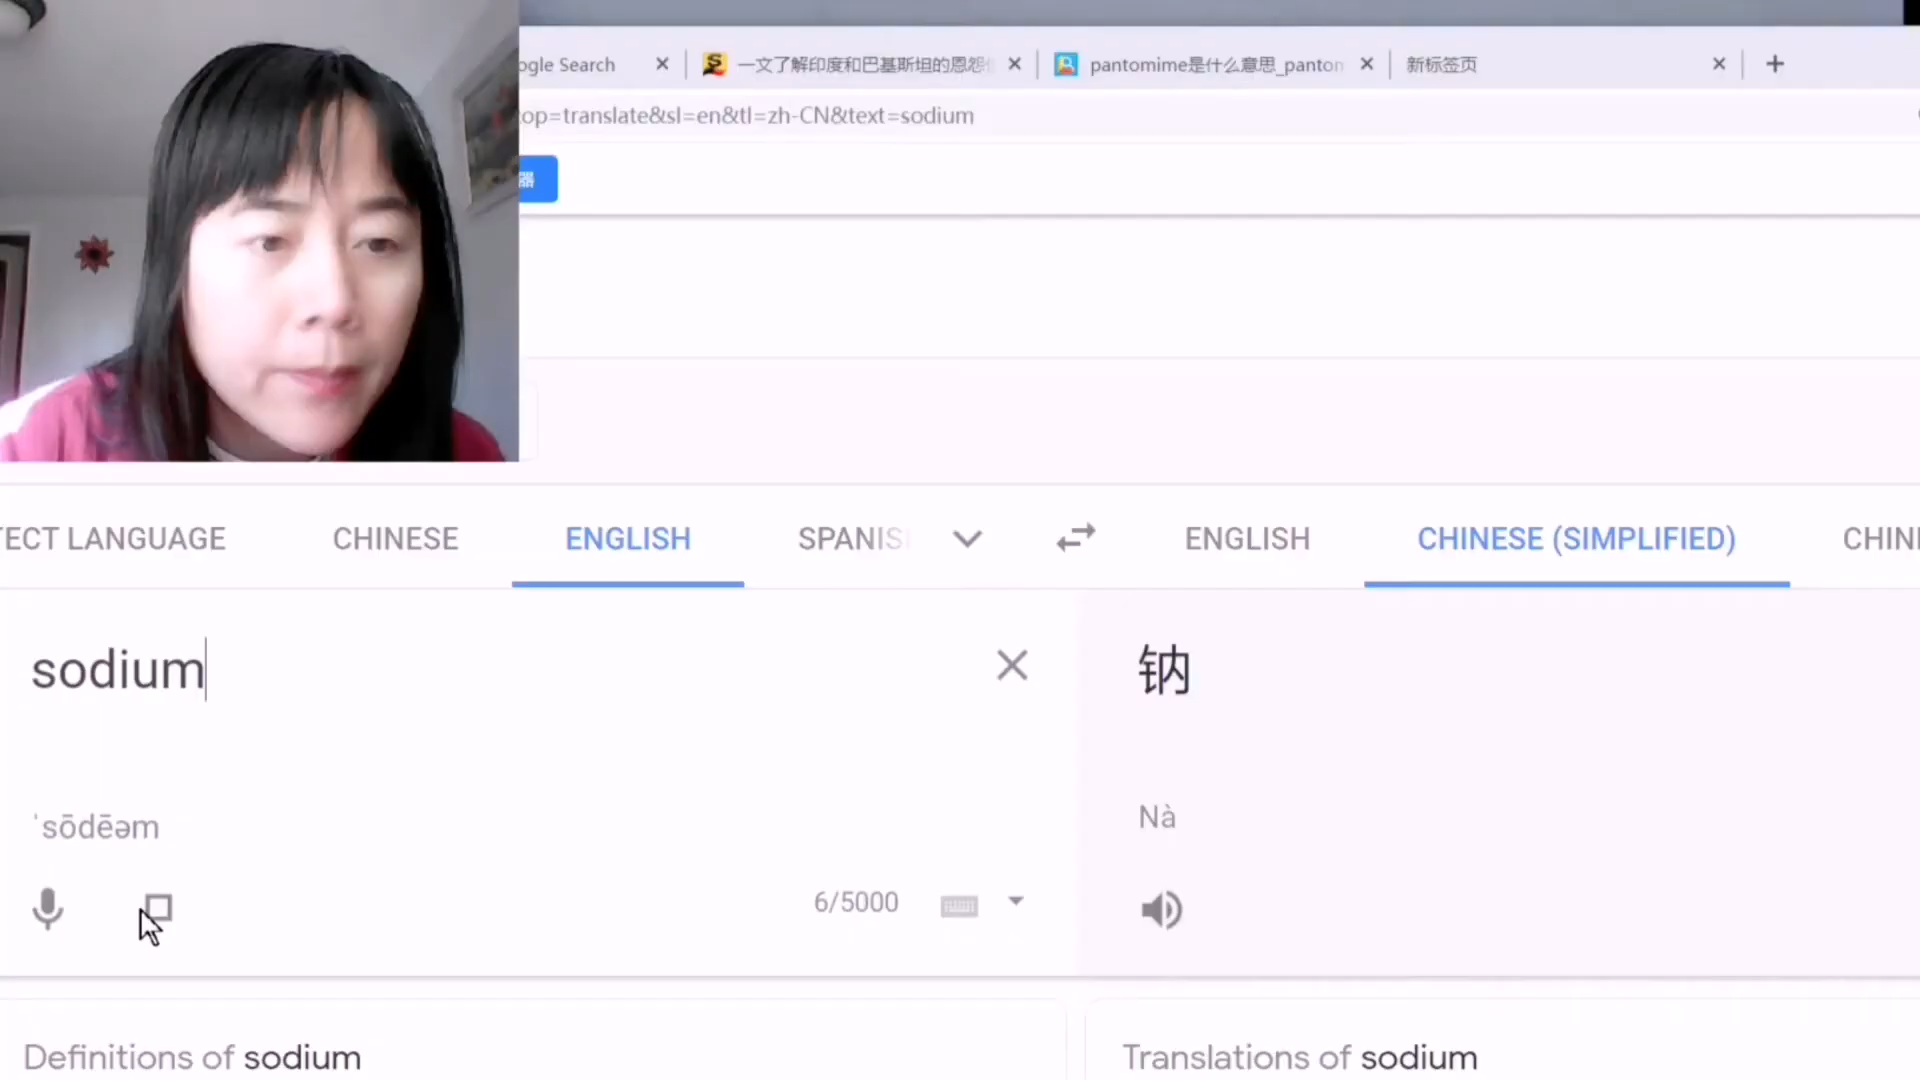 ogle Search
一文了解印度和巴基斯坦的恩怨
pantomime是什么意思_panton
新标签页
top=translate&sl=en&tl=zh-CN&text=sodium
器
TECT LANGUAGE
CHINESE
ENGLISH
SPANIS
ENGLISH
CHINESE (SIMPLIFIED)
CHIN
sodium
钠
ˈsōdēəm
Nà
6/5000
Definitions of sodium
Translations of sodium